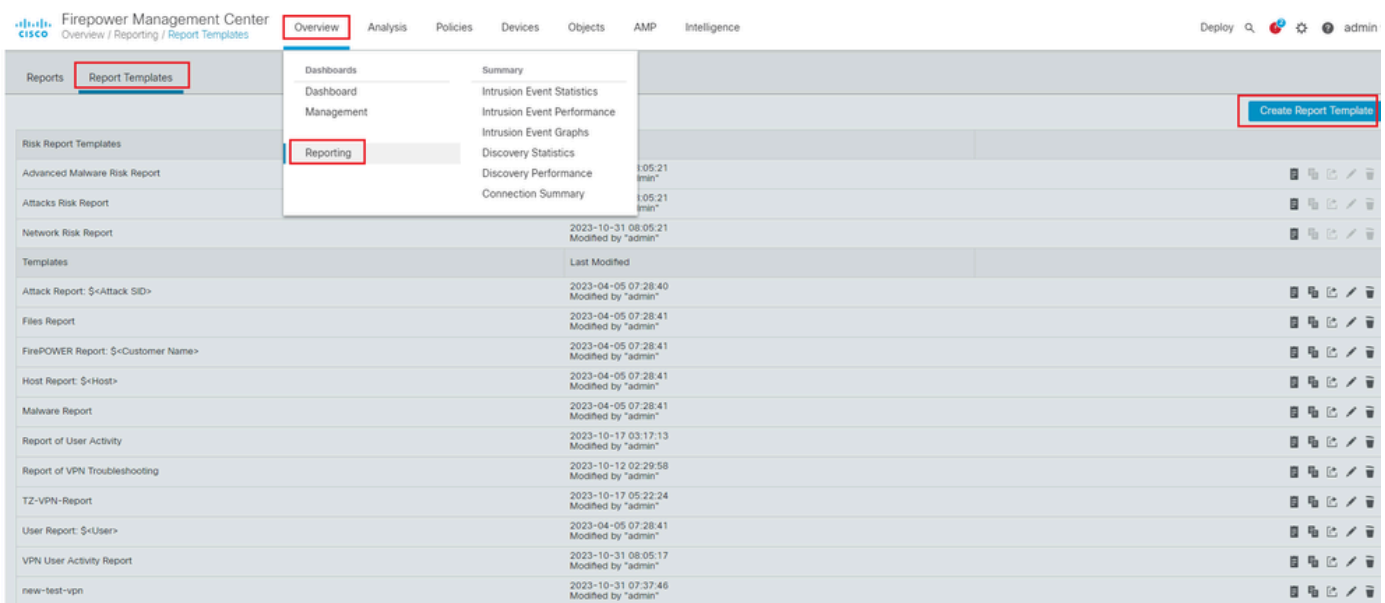 cisco
Firepower Management Center
Overview / Reporting / Report Templates
Overview
Analysis
Policies
Devices
Objects
AMP
Intelligence
Deploy
admin
Reports
Report Templates
Dashboards
Dashboard
Management
Reporting
Summary
Intrusion Event Statistics
Intrusion Event Performance
Intrusion Event Graphs
Discovery Statistics
Discovery Performance
Connection Summary
Create Report Template
Risk Report Templates
Advanced Malware Risk Report
1:05:21
min"
Attacks Risk Report
1:05:21
min"
Network Risk Report
2023-10-31 08:05:21
Modified by "admin"
Templates
Last Modified
Attack Report: $<Attack SID>
2023-04-05 07:28:40
Modified by "admin"
Files Report
2023-04-05 07:28:41
Modified by "admin"
FirePOWER Report: $<Customer Name>
2023-04-05 07:28:41
Modified by "admin"
Host Report: $<Host>
2023-04-05 07:28:41
Modified by "admin"
Malware Report
2023-04-05 07:28:41
Modified by "admin"
Report of User Activity
2023-10-17 03:17:13
Modified by "admin"
Report of VPN Troubleshooting
2023-10-12 02:29:58
Modified by "admin"
TZ-VPN-Report
2023-10-17 05:22:24
Modified by "admin"
User Report: $<User>
2023-04-05 07:28:41
Modified by "admin"
VPN User Activity Report
2023-10-31 08:05:17
Modified by "admin"
new-test-vpn
2023-10-31 07:37:46
Modified by "admin"